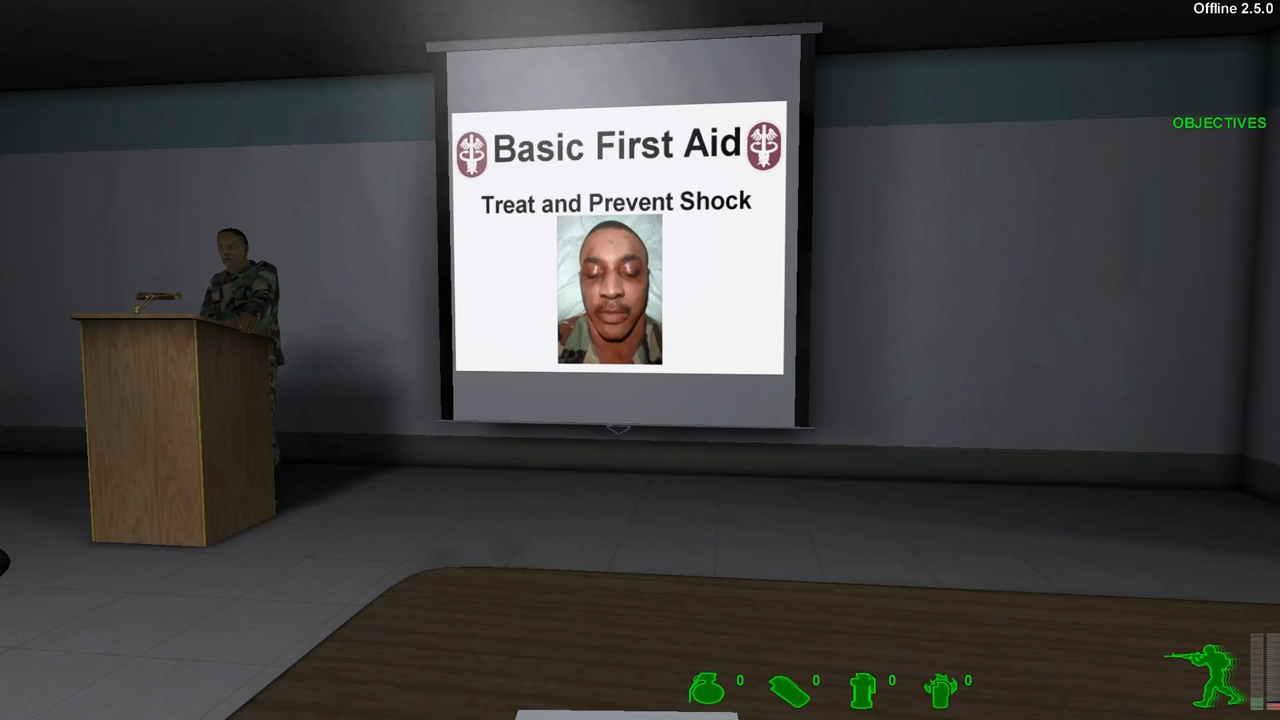 Offline 2.5.0
OBJECTIVES
Basic First Aid
Treat and Prevent Shock
0 0 0 0